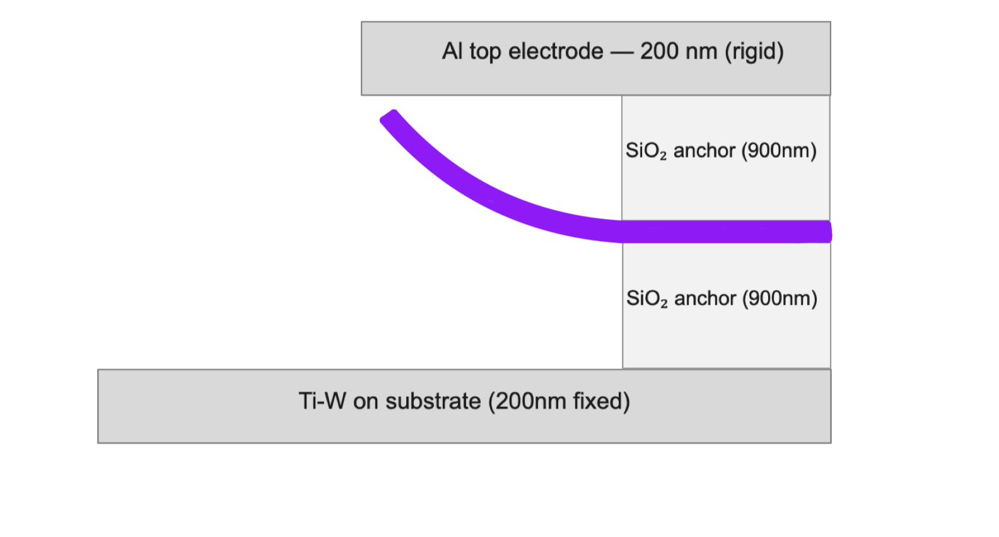 Al top electrode — 200 nm (rigid)
SiO₂ anchor (900nm)
SiO₂ anchor (900nm)
Ti-W on substrate (200nm fixed)